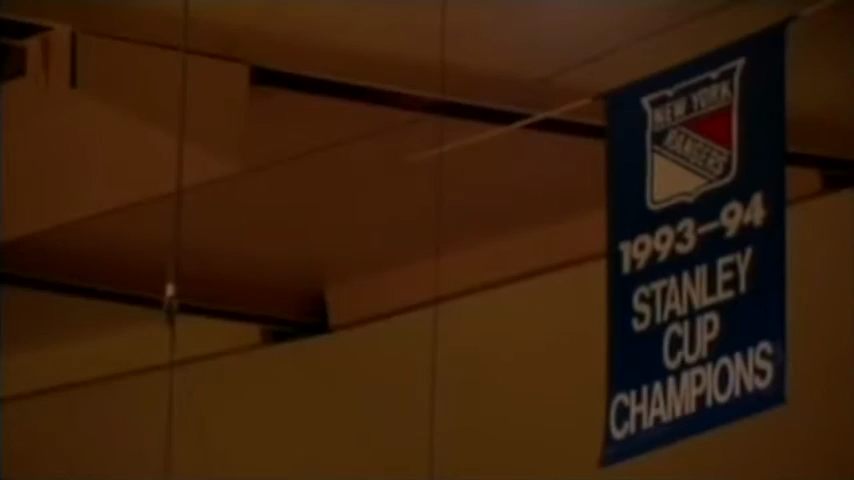 NEW YORK
RANGERS
1993-94
STANLEY
CUP
CHAMPIONS